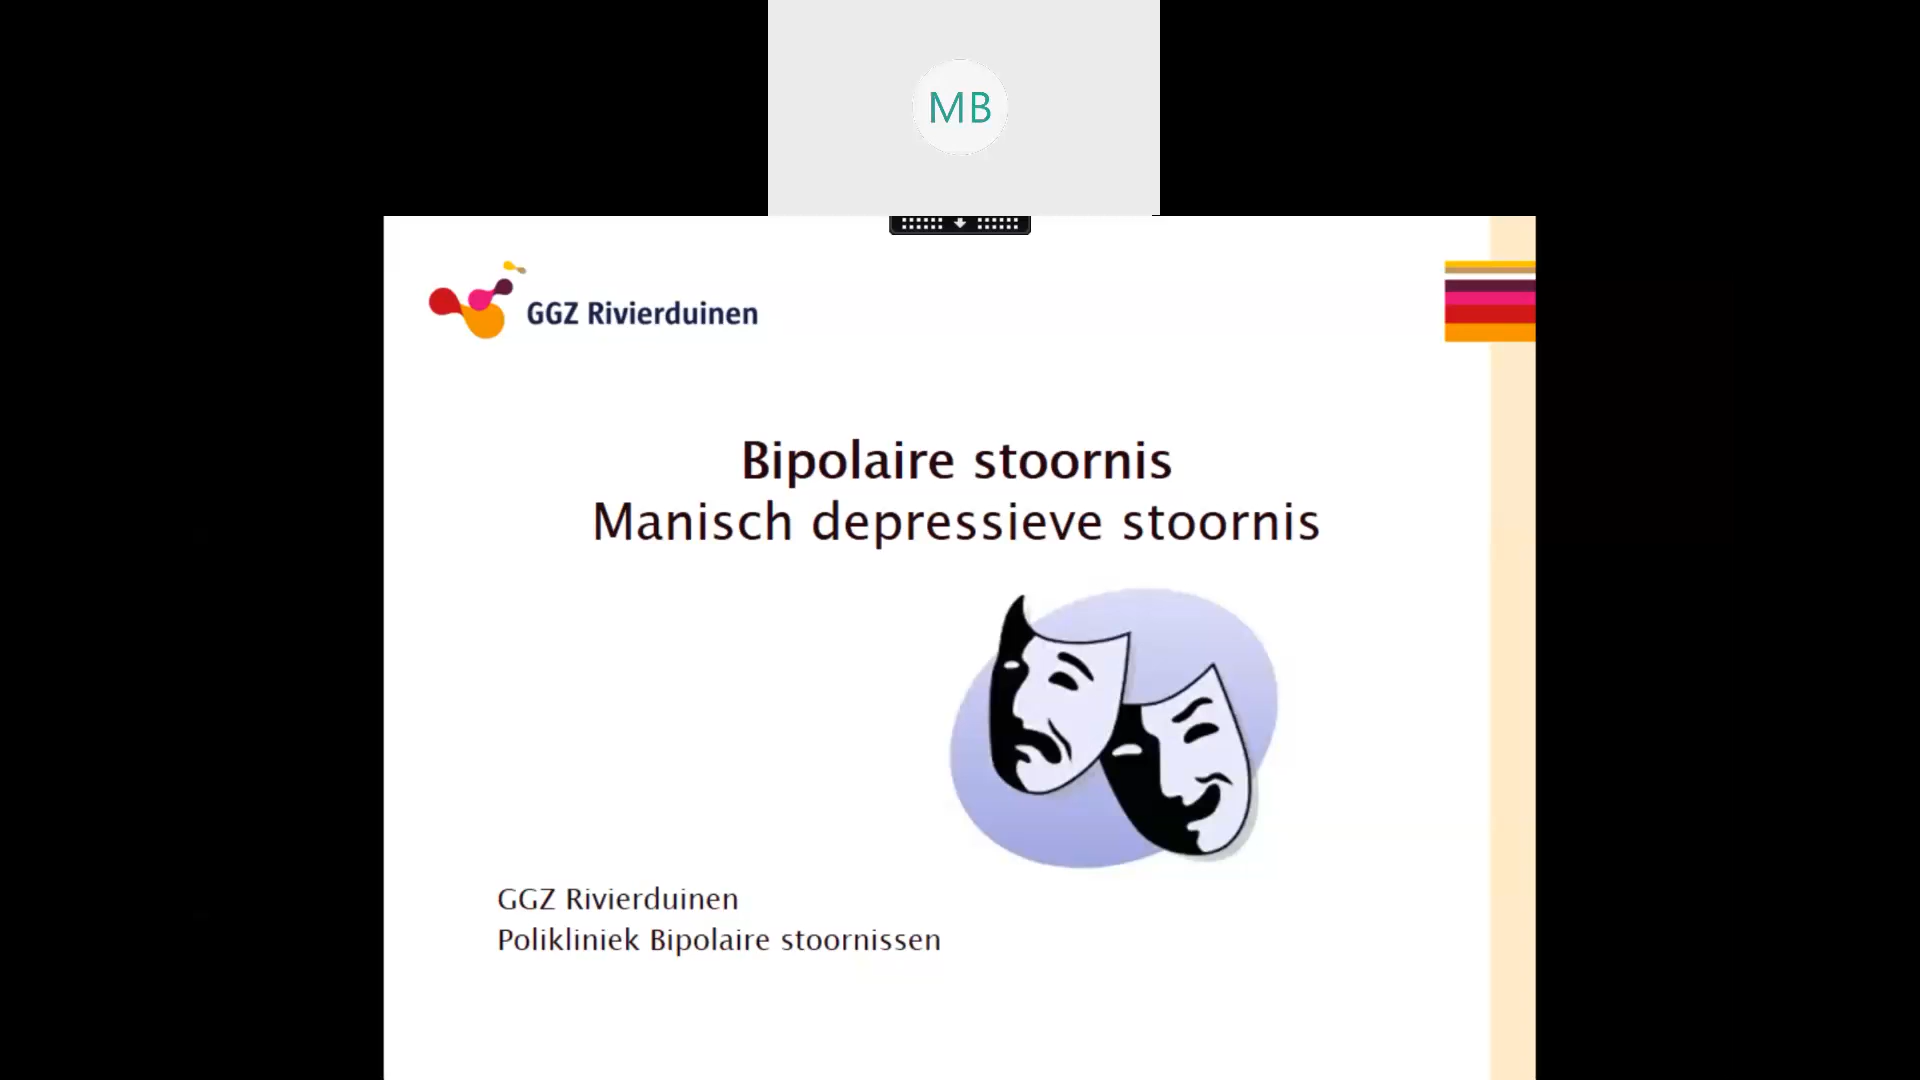 MB
GGZ Rivierduinen
Bipolaire stoornis
Manisch depressieve stoornis
GGZ Rivierduinen
Polikliniek Bipolaire stoornissen